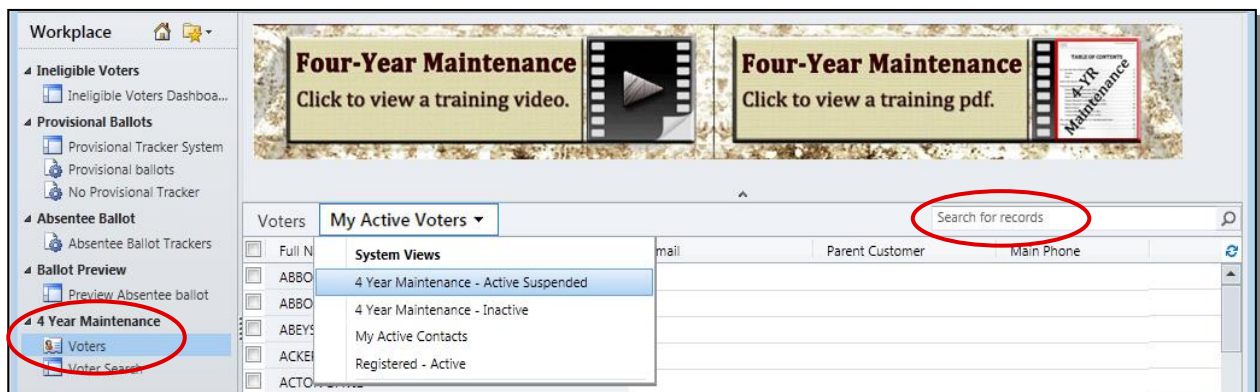 Workplace
Ineligible Voters
Ineligible Voters Dashboa...
Provisional Ballots
Provisional Tracker System
Provisional ballots
No Provisional Tracker
Absentee Ballot
Absentee Ballot Trackers
Ballot Preview
Preview Absentee ballot
4 Year Maintenance
Voters
Voter Search
Four-Year Maintenance
Click to view a training video.
Four-Year Maintenance
Click to view a training pdf.
TABLE OF CONTENTS
4-YR
Maintenance
Voters My Active Voters
Search for records
Full N mail Parent Customer Main Phone
ABBO
ABBO
ABEYS
ACKE
ACTO
System Views
4 Year Maintenance - Active Suspended
4 Year Maintenance - Inactive
My Active Contacts
Registered - Active